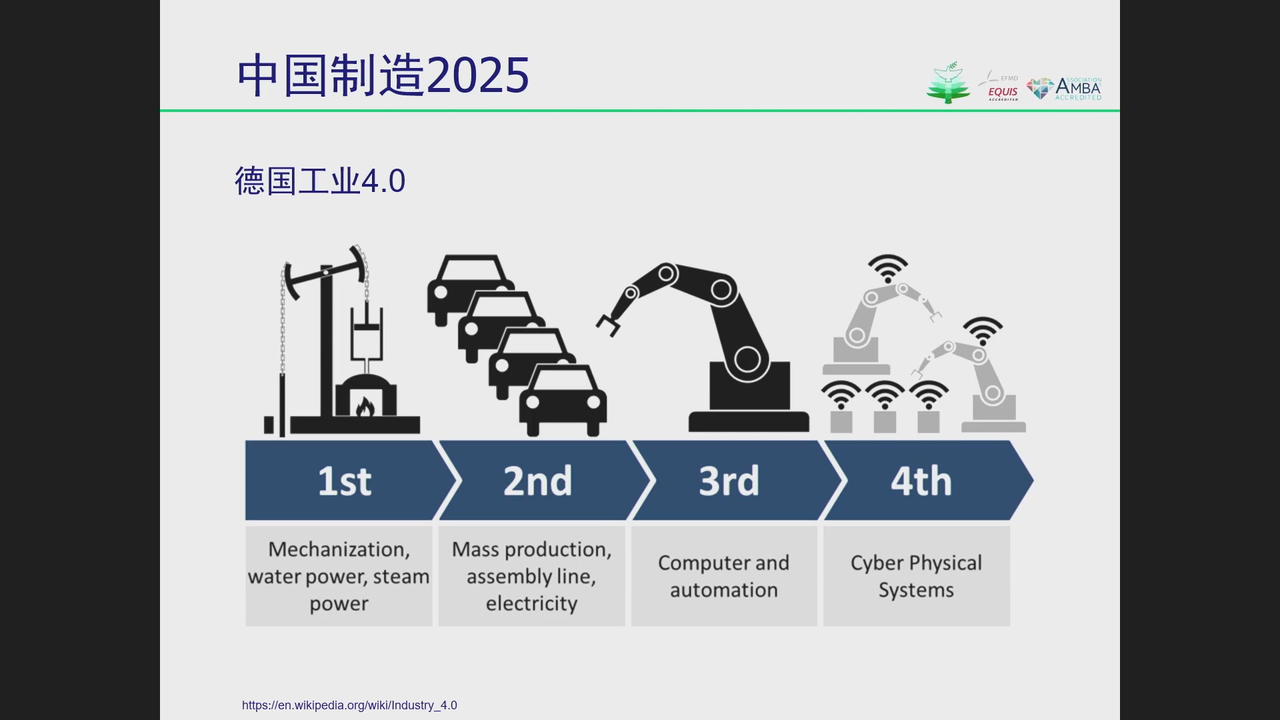 中国制造2025
EFMD
EQUIS
ACCREDITED
ASSOCIATION
AMBA
ACCREDITED
德国工业4.0
1st
2nd
3rd
4th
Mechanization,
water power, steam
power
Mass production,
assembly line,
electricity
Computer and
automation
Cyber Physical
Systems
https://en.wikipedia.org/wiki/Industry_4.0